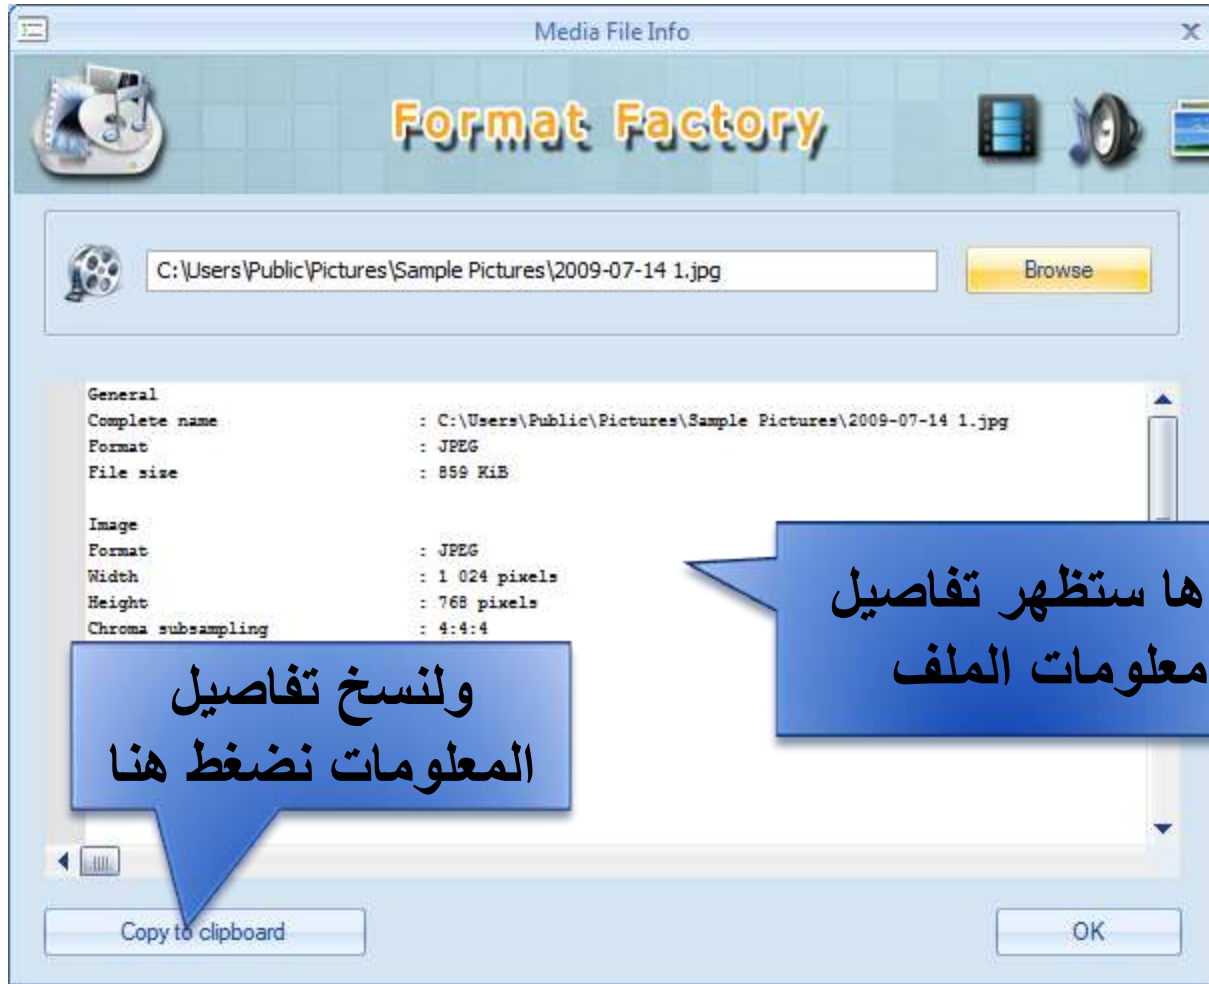 Media File Info
Format Factory
C:\Users\Public\Pictures\Sample Pictures\2009-07-14 1.jpg
Browse
General
Complete name : C:\Users\Public\Pictures\Sample Pictures\2009-07-14 1.jpg
Format : JPEG
File size : 859 KiB
Image
Format : JPEG
Width : 1 024 pixels
Height : 768 pixels
Chroma subsampling : 4:4:4
ها ستظهر تفاصيل
معلومات الملف
ولنسخ تفاصيل
المعلومات نضغط هنا
Copy to clipboard
OK